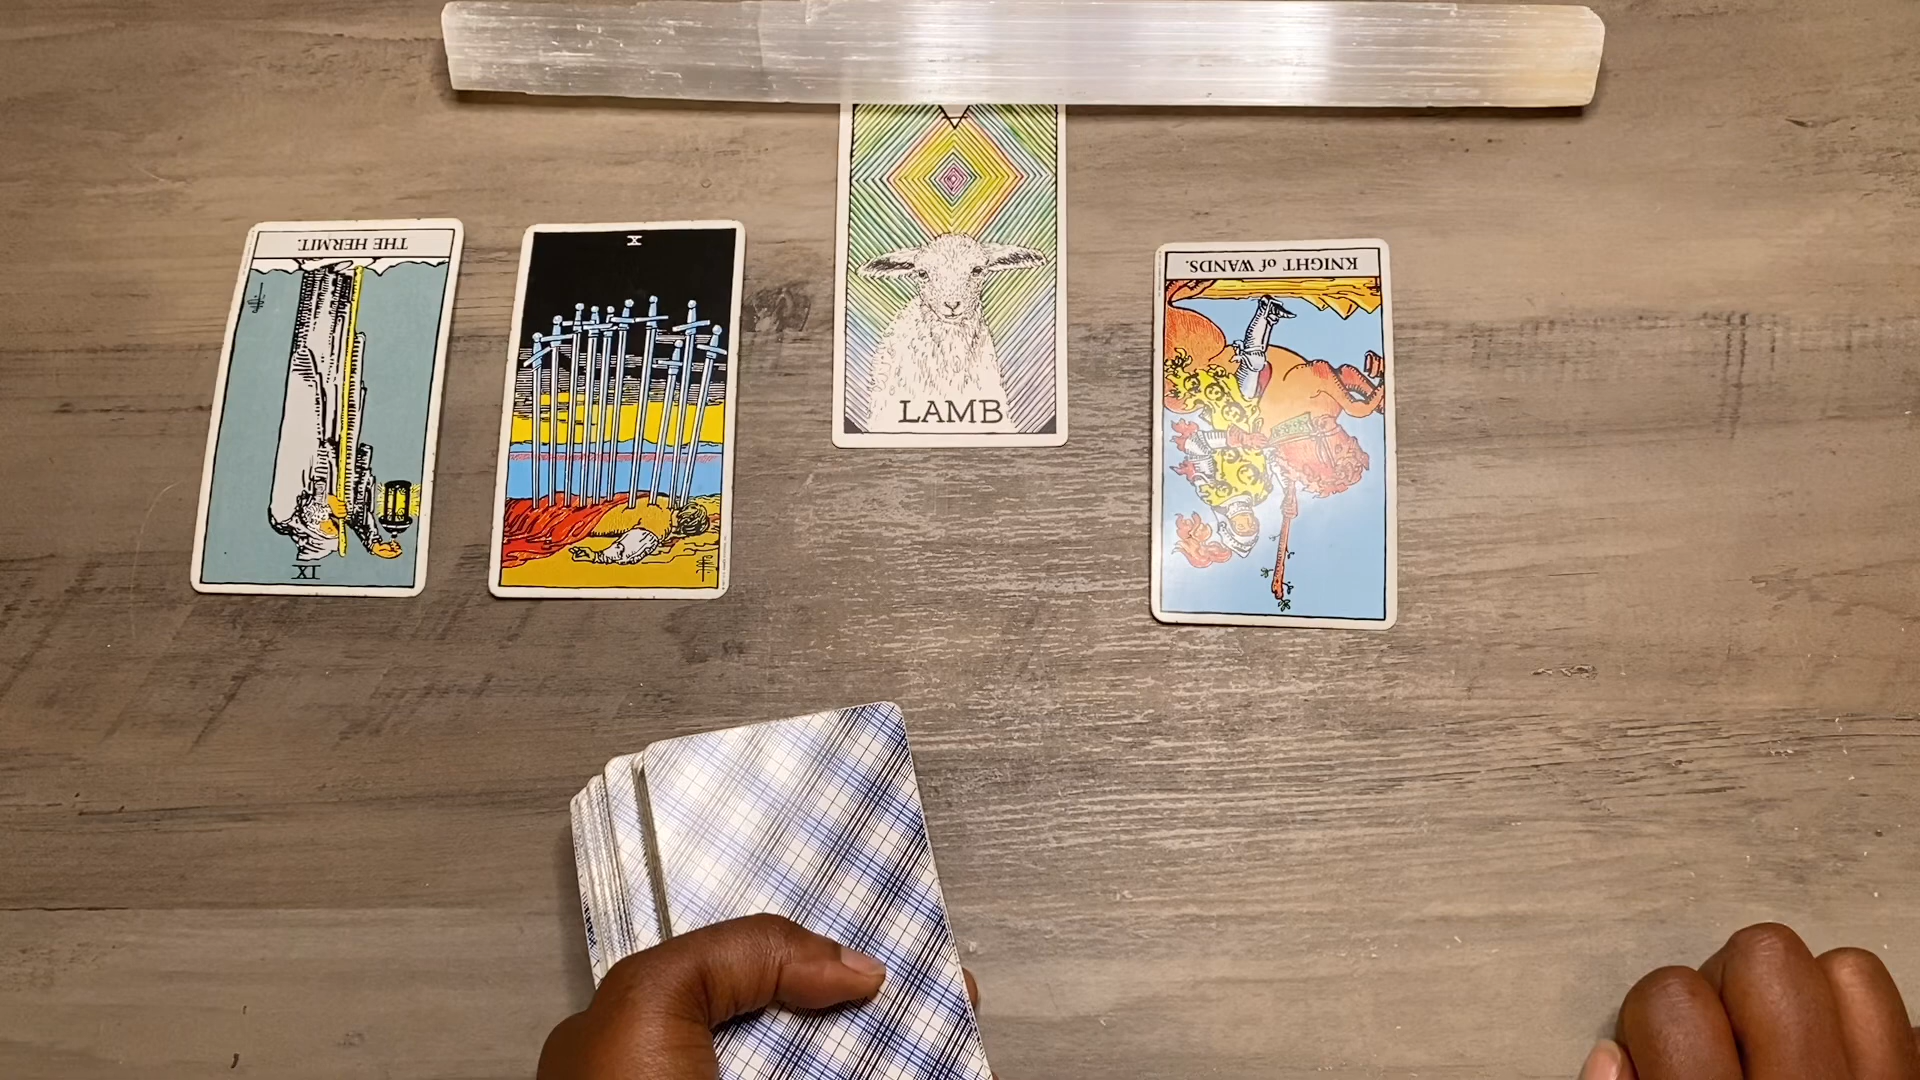 THE HERMIT.
IX
X
LAMB
KNIGHT of WANDS.